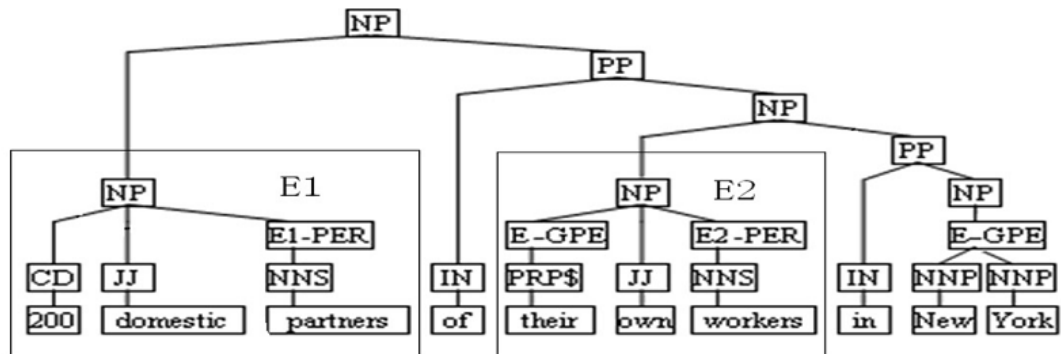 NP
PP
NP
PP
NP E1 NP E2 NP
E1-PER E-GPE E2-PER E-GPE
CD JJ NNS IN PRP$ JJ NNS IN NNP NNP
200 domestic partners of their own workers in New York